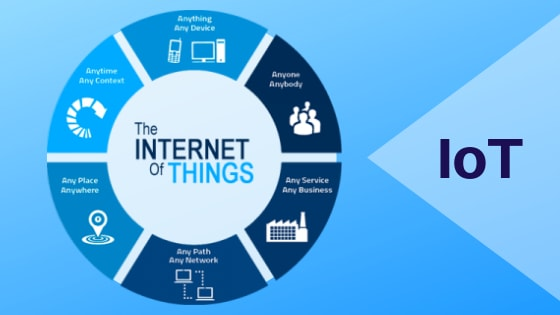 Anything
Any Device
Anyone
Anybody
Any Service
Any Business
Any Path
Any Network
Any Place
Anywhere
Anytime
Any Context
The
INTERNET
Of THINGS
IoT